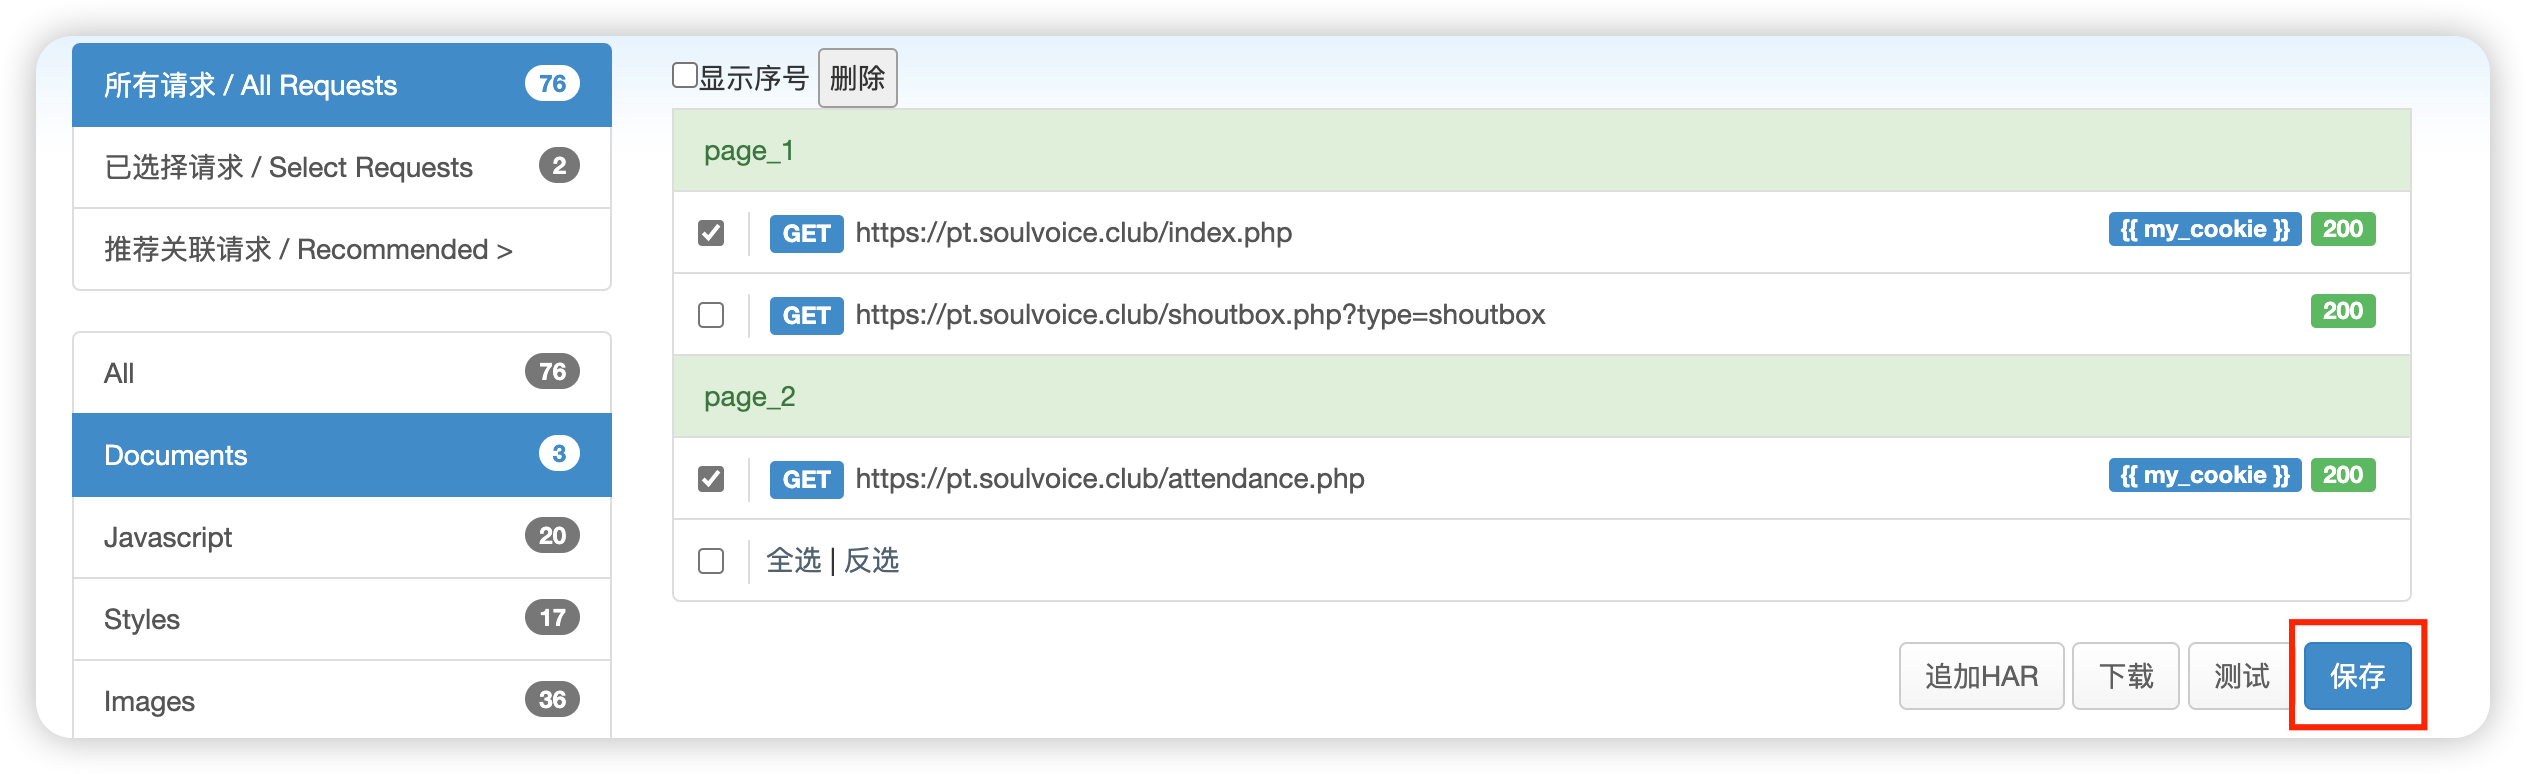 所有请求 / All Requests 76
已选择请求 / Select Requests 2
推荐关联请求 / Recommended >
All 76
Documents 3
Javascript 20
Styles 17
Images 36
显示序号 删除
page_1
GET https://pt.soulvoice.club/index.php {{ my_cookie }} 200
GET https://pt.soulvoice.club/shoutbox.php?type=shoutbox 200
page_2
GET https://pt.soulvoice.club/attendance.php {{ my_cookie }} 200
全选 | 反选
追加HAR 下载 测试 保存